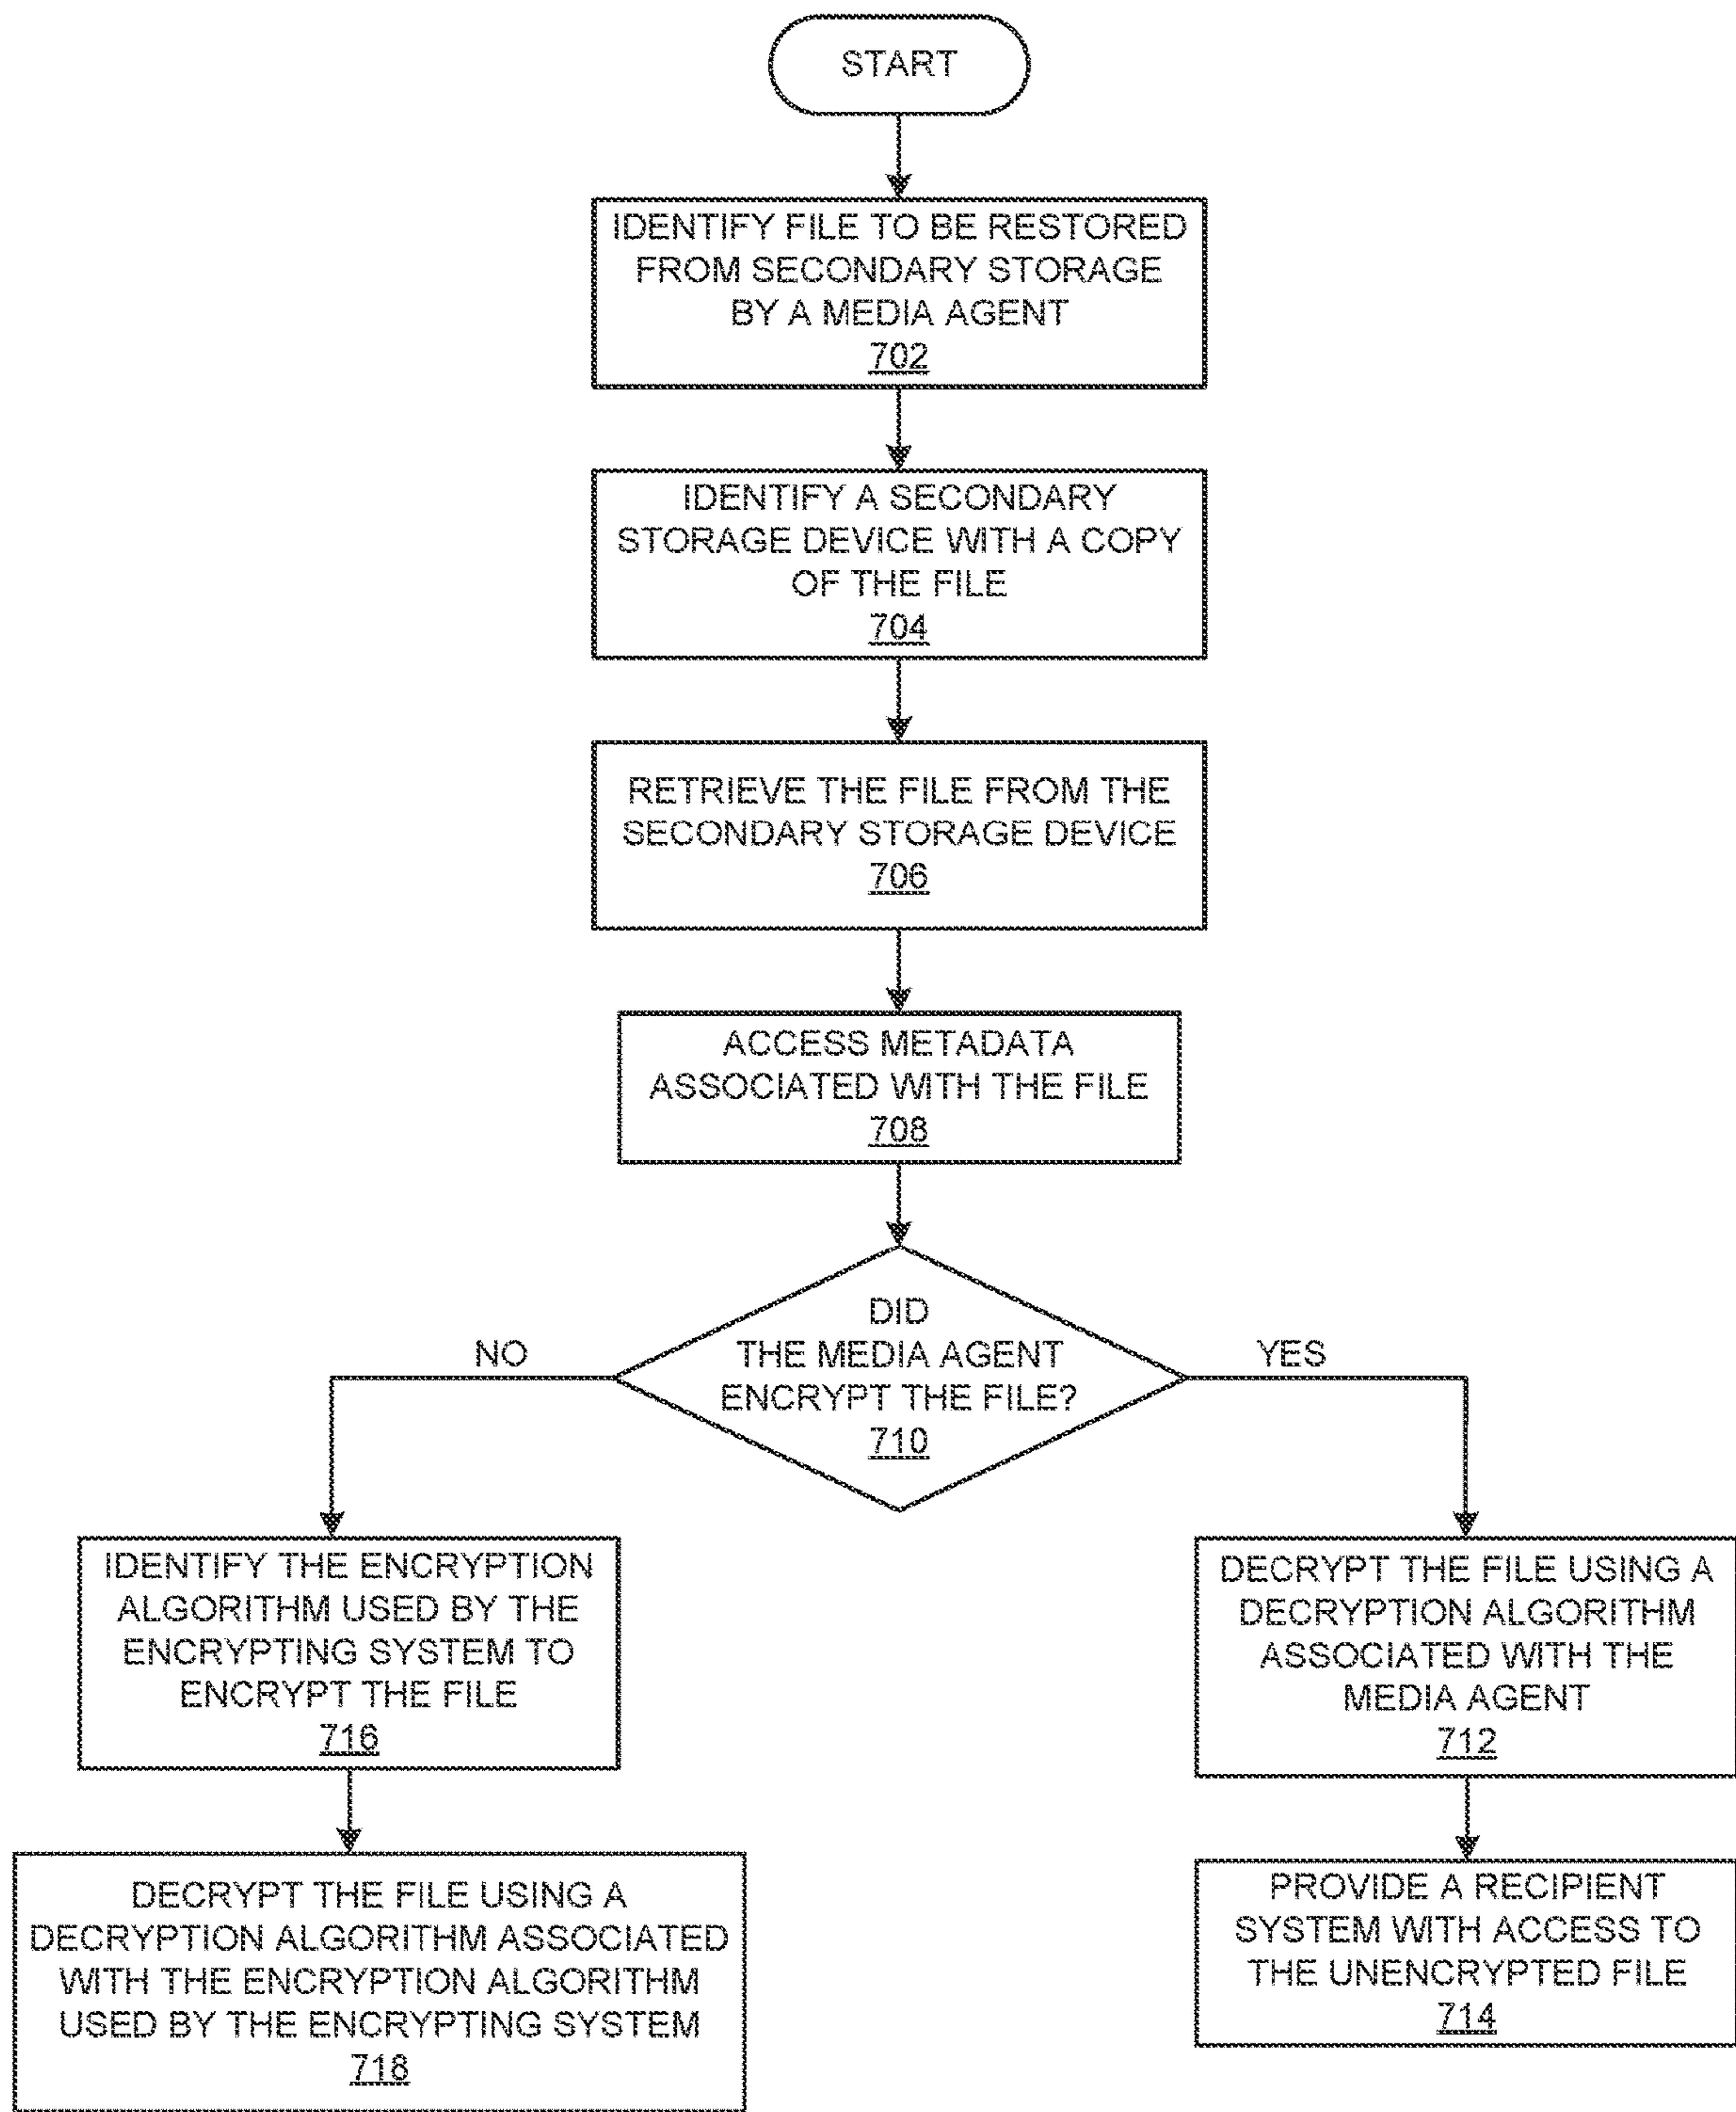 START
IDENTIFY FILE TO BE RESTORED
FROM SECONDARY STORAGE
BY A MEDIA AGENT
702
IDENTIFY A SECONDARY
STORAGE DEVICE WITH A COPY
OF THE FILE
704
RETRIEVE THE FILE FROM THE
SECONDARY STORAGE DEVICE
706
ACCESS METADATA
ASSOCIATED WITH THE FILE
708
DID
THE MEDIA AGENT
ENCRYPT THE FILE?
710
NO
YES
IDENTIFY THE ENCRYPTION
ALGORITHM USED BY THE
ENCRYPTING SYSTEM TO
ENCRYPT THE FILE
716
DECRYPT THE FILE USING A
DECRYPTION ALGORITHM ASSOCIATED
WITH THE ENCRYPTION ALGORITHM
USED BY THE ENCRYPTING SYSTEM
718
DECRYPT THE FILE USING A
DECRYPTION ALGORITHM
ASSOCIATED WITH THE
MEDIA AGENT
712
PROVIDE A RECIPIENT
SYSTEM WITH ACCESS TO
THE UNENCRYPTED FILE
714